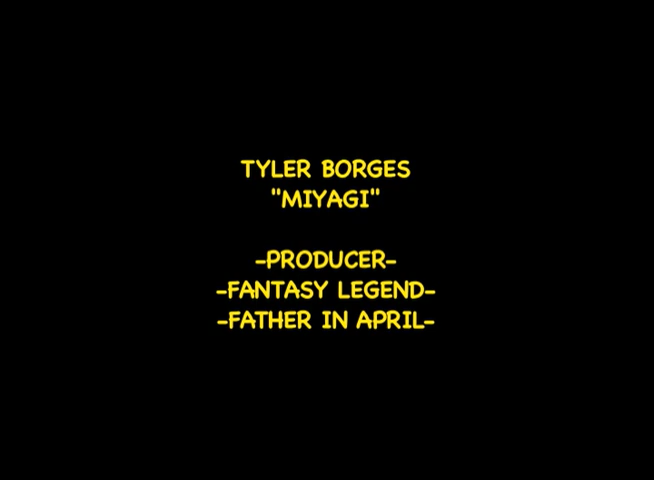 TYLER BORGES
"MIYAGI"
-PRODUCER-
-FANTASY LEGEND-
-FATHER IN APRIL-